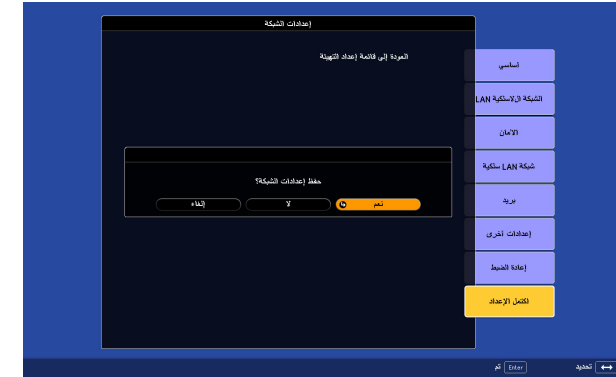 إعدادات الشبكة
العودة إلى قائمة إعداد التهيئة
أساسي
الشبكة اللاسلكية LAN
الأمان
شبكة LAN سلكية
بريد
إعدادات أخرى
إعادة الضبط
اكتمل الإعداد
حفظ إعدادات الشبكة؟
نعم
لا
إلغاء
تحديد
Enter تم